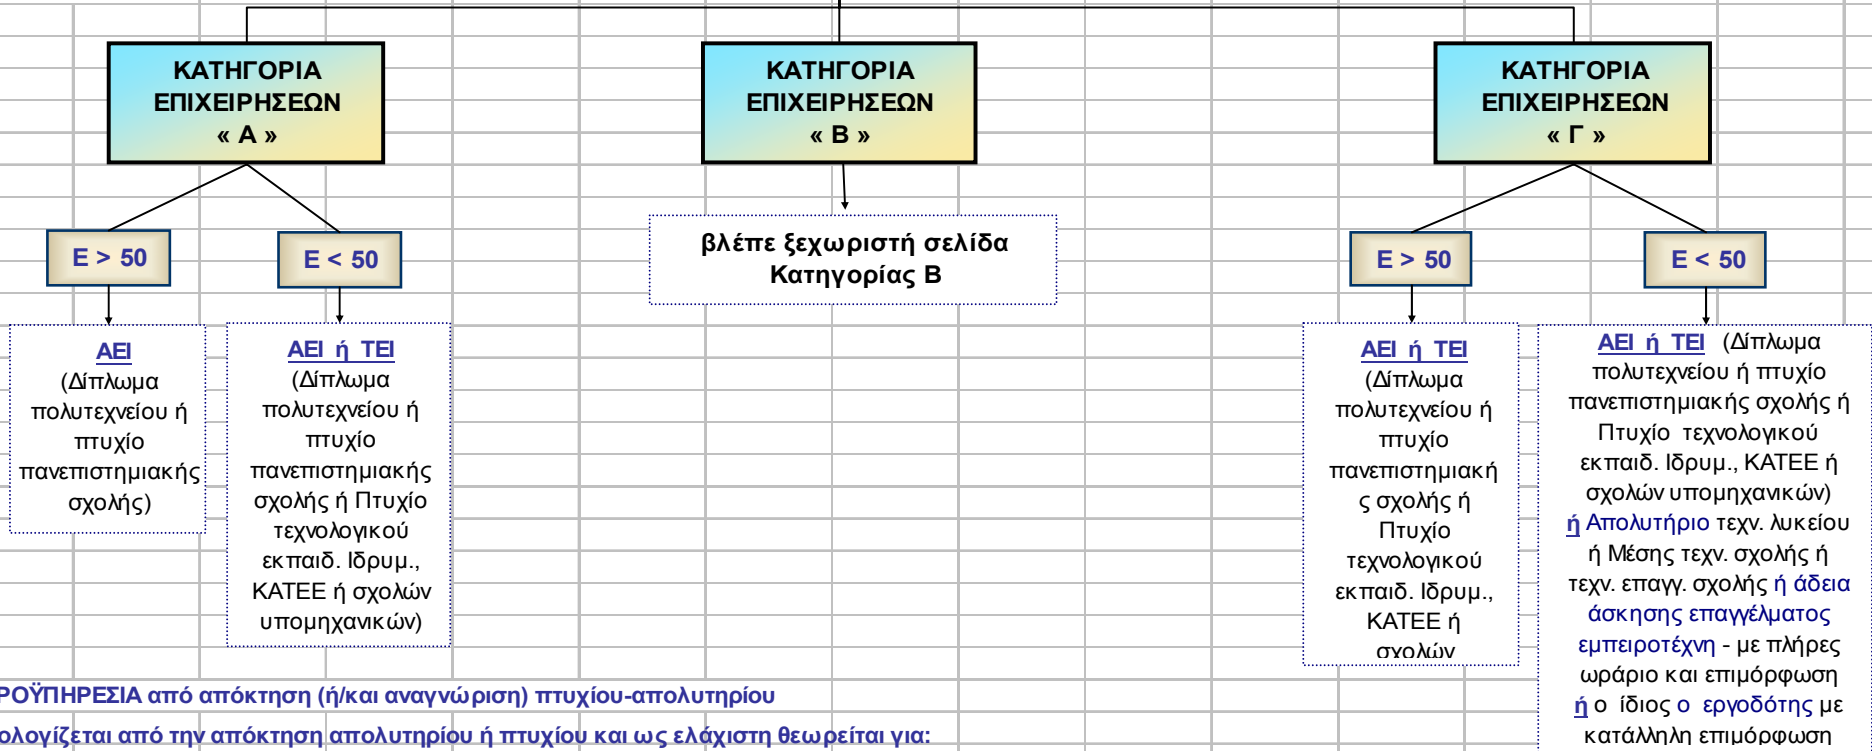 ΚΑΤΗΓΟΡΙΑ
ΕΠΙΧΕΙΡΗΣΕΩΝ
« Α »
ΚΑΤΗΓΟΡΙΑ
ΕΠΙΧΕΙΡΗΣΕΩΝ
« Β »
ΚΑΤΗΓΟΡΙΑ
ΕΠΙΧΕΙΡΗΣΕΩΝ
« Γ »
Ε > 50
Ε < 50
βλέπε ξεχωριστή σελίδα
Κατηγορίας Β
Ε > 50
Ε < 50
ΑΕΙ
(Δίπλωμα
πολυτεχνείου ή
πτυχίο
πανεπιστημιακής
σχολής)
ΑΕΙ ή ΤΕΙ
(Δίπλωμα
πολυτεχνείου ή
πτυχίο
πανεπιστημιακής
σχολής ή Πτυχίο
τεχνολογικού
εκπαιδ. Ιδρυμ.,
ΚΑΤΕΕ ή σχολών
υπομηχανικών)
ΑΕΙ ή ΤΕΙ
(Δίπλωμα
πολυτεχνείου ή
πτυχίο
πανεπιστημιακή
ς σχολής ή
Πτυχίο
τεχνολογικού
εκπαιδ. Ιδρυμ.,
ΚΑΤΕΕ ή
σχολών
ΑΕΙ ή ΤΕΙ (Δίπλωμα
πολυτεχνείου ή πτυχίο
πανεπιστημιακής σχολής ή
Πτυχίο τεχνολογικού
εκπαιδ. Ιδρυμ., ΚΑΤΕΕ ή
σχολών υπομηχανικών)
ή Απολυτήριο τεχν. λυκείου
ή Μέσης τεχν. σχολής ή
τεχν. επαγγ. σχολής ή άδεια
άσκησης επαγγέλματος
εμπειροτέχνη - με πλήρες
ωράριο και επιμόρφωση
ή ο ίδιος ο εργοδότης με
κατάλληλη επιμόρφωση
ΡΟΫΠΗΡΕΣΙΑ από απόκτηση (ή/και αναγνώριση) πτυχίου-απολυτηρίου
ολογίζεται από την απόκτηση απολυτηρίου ή πτυχίου και ως ελάχιστη θεωρείται για: